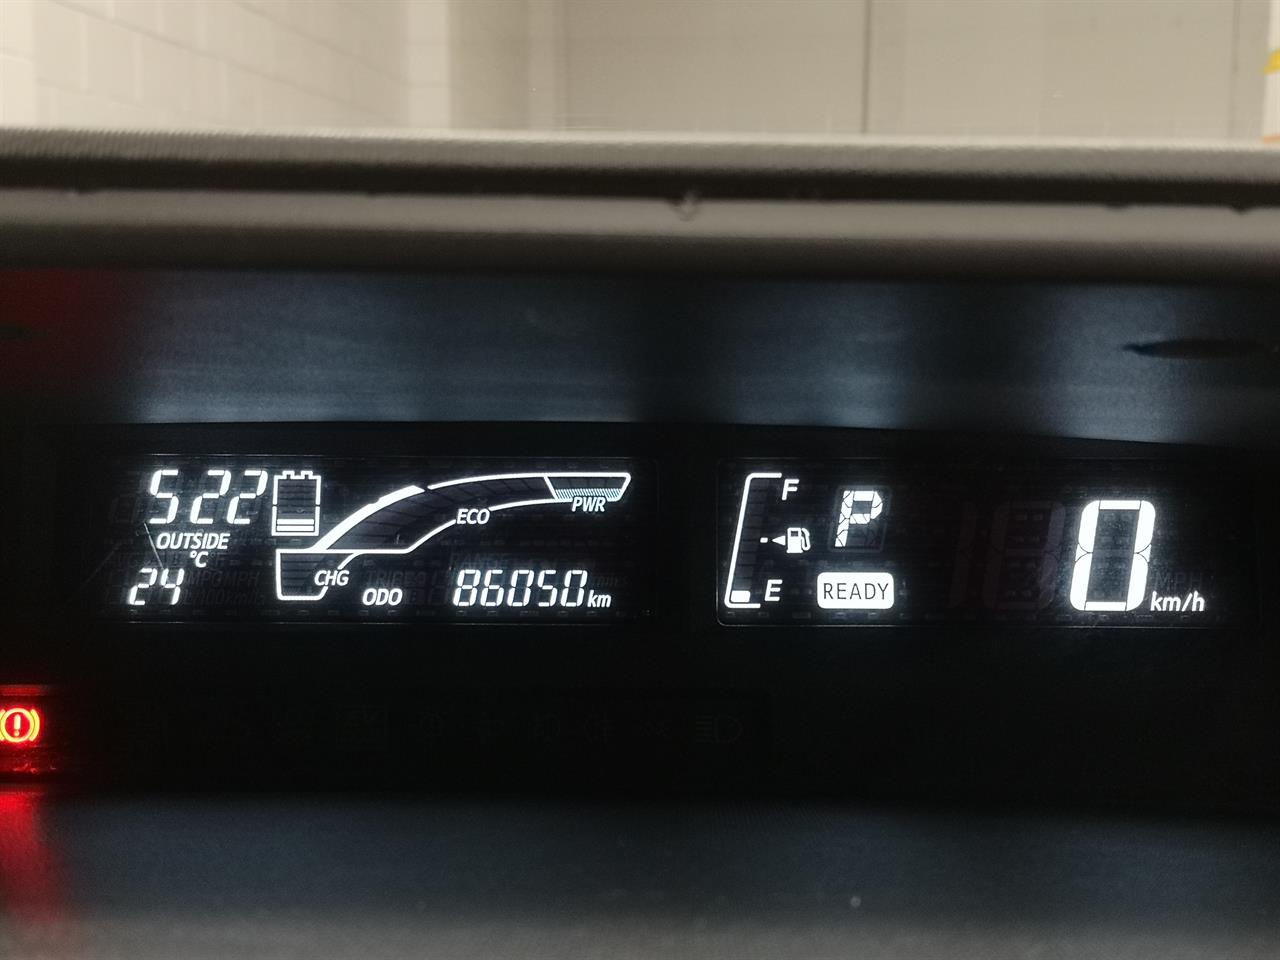 5 22
OUTSIDE
°C
24
CHG
ECO
PWR
ODO
86050 km
F
E
P
READY
0 km/h